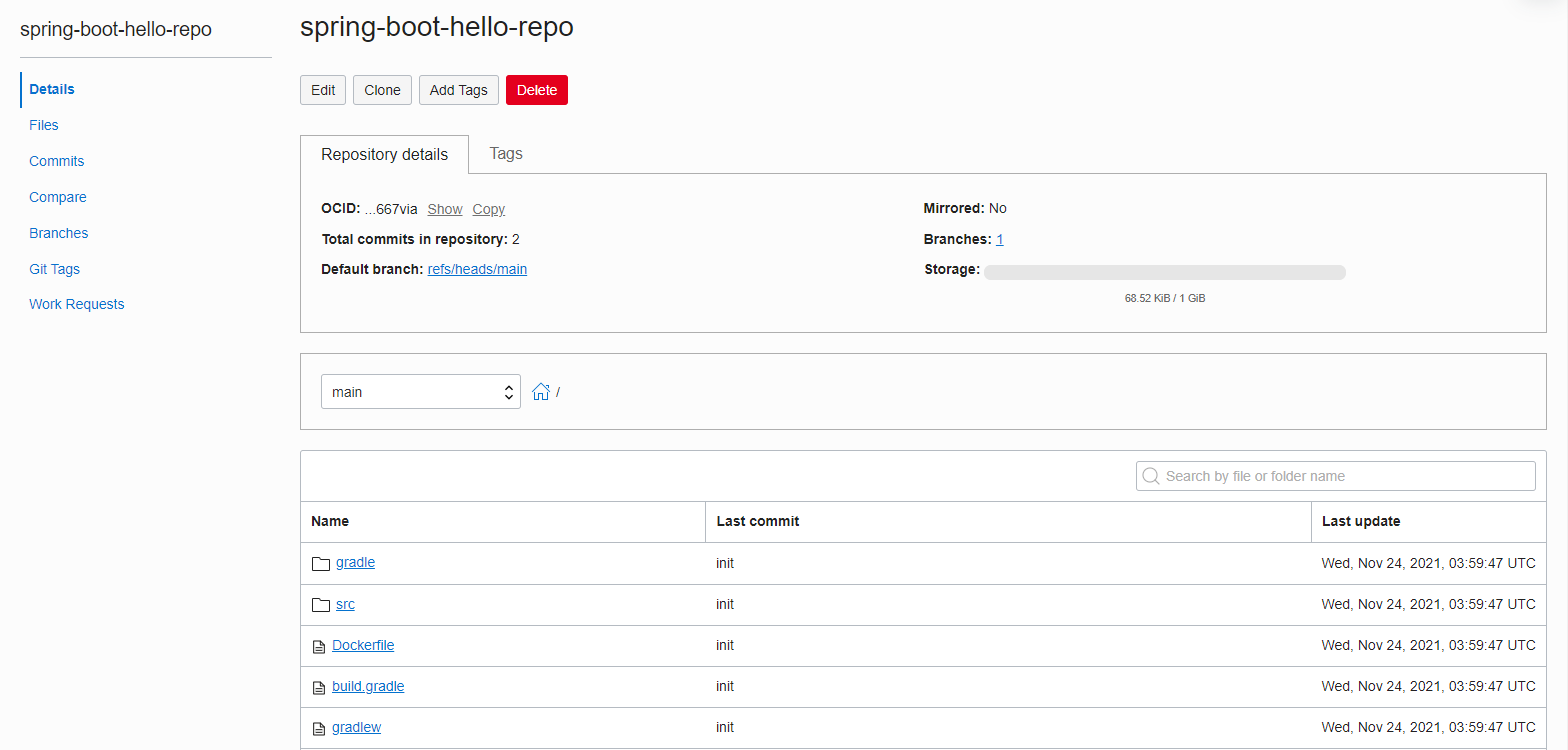 spring-boot-hello-repo
Details
Files
Commits
Compare
Branches
Git Tags
Work Requests
spring-boot-hello-repo
Edit Clone Add Tags Delete
Repository details Tags
OCID: ...667via Show Copy
Total commits in repository: 2
Default branch: refs/heads/main
Mirrored: No
Branches: 1
Storage:
68.52 KiB / 1 GiB
main /
Search by file or folder name
Name Last commit Last update
gradle init Wed, Nov 24, 2021, 03:59:47 UTC
src init Wed, Nov 24, 2021, 03:59:47 UTC
Dockerfile init Wed, Nov 24, 2021, 03:59:47 UTC
build.gradle init Wed, Nov 24, 2021, 03:59:47 UTC
gradlew init Wed, Nov 24, 2021, 03:59:47 UTC